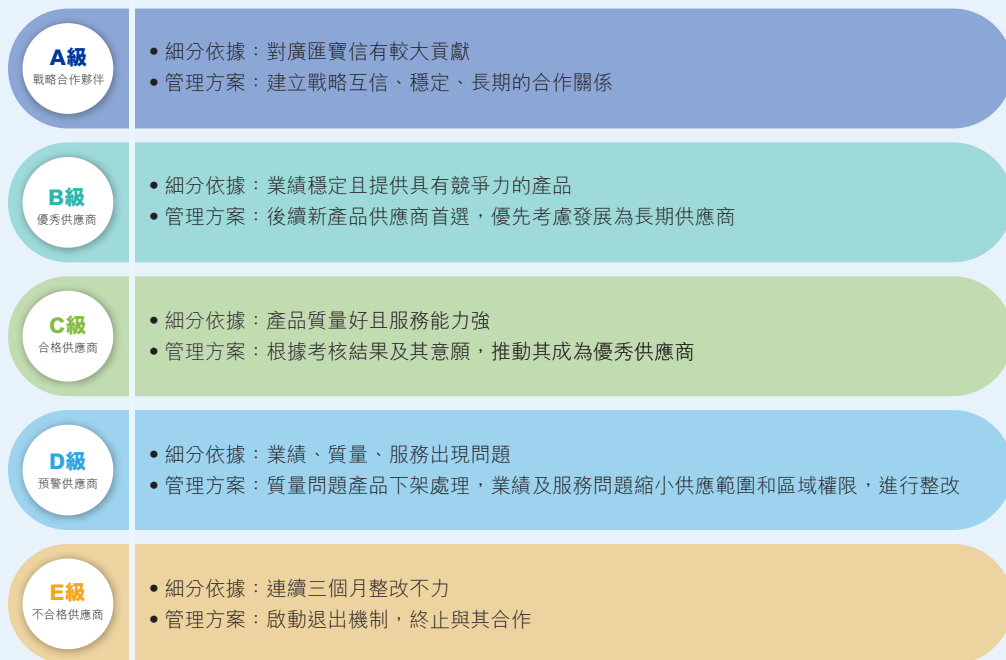 A級
戰略合作夥伴
• 細分依據：對廣匯寶信有較大貢獻
• 管理方案：建立戰略互信、穩定、長期的合作關係
B級
優秀供應商
• 細分依據：業績穩定且提供具有競爭力的產品
• 管理方案：後續新產品供應商首選，優先考慮發展為長期供應商
C級
合格供應商
• 細分依據：產品質量好且服務能力強
• 管理方案：根據考核結果及其意願，推動其成為優秀供應商
D級
預警供應商
• 細分依據：業績、質量、服務出現問題
• 管理方案：質量問題產品下架處理，業績及服務問題縮小供應範圍和區域權限，進行整改
E級
不合格供應商
• 細分依據：連續三個月整改不力
• 管理方案：啟動退出機制，終止與其合作